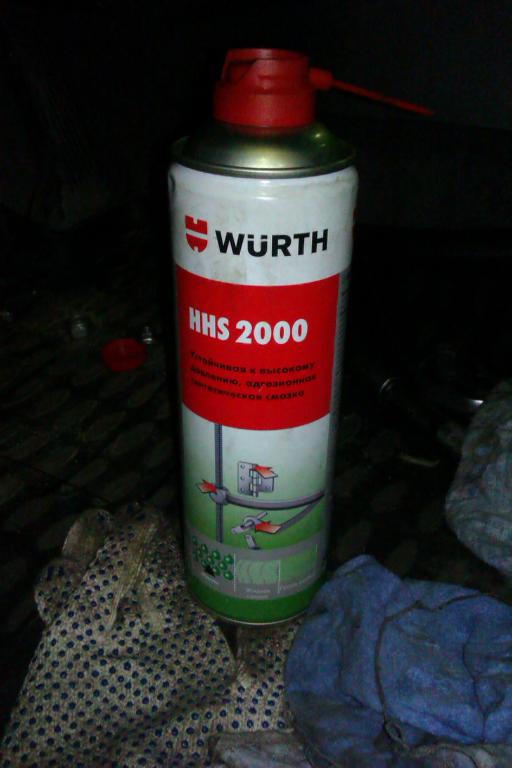 WÜRTH
HHS 2000
Устойчивая к высокому
давлению, адгезионная
синтетическая смазка